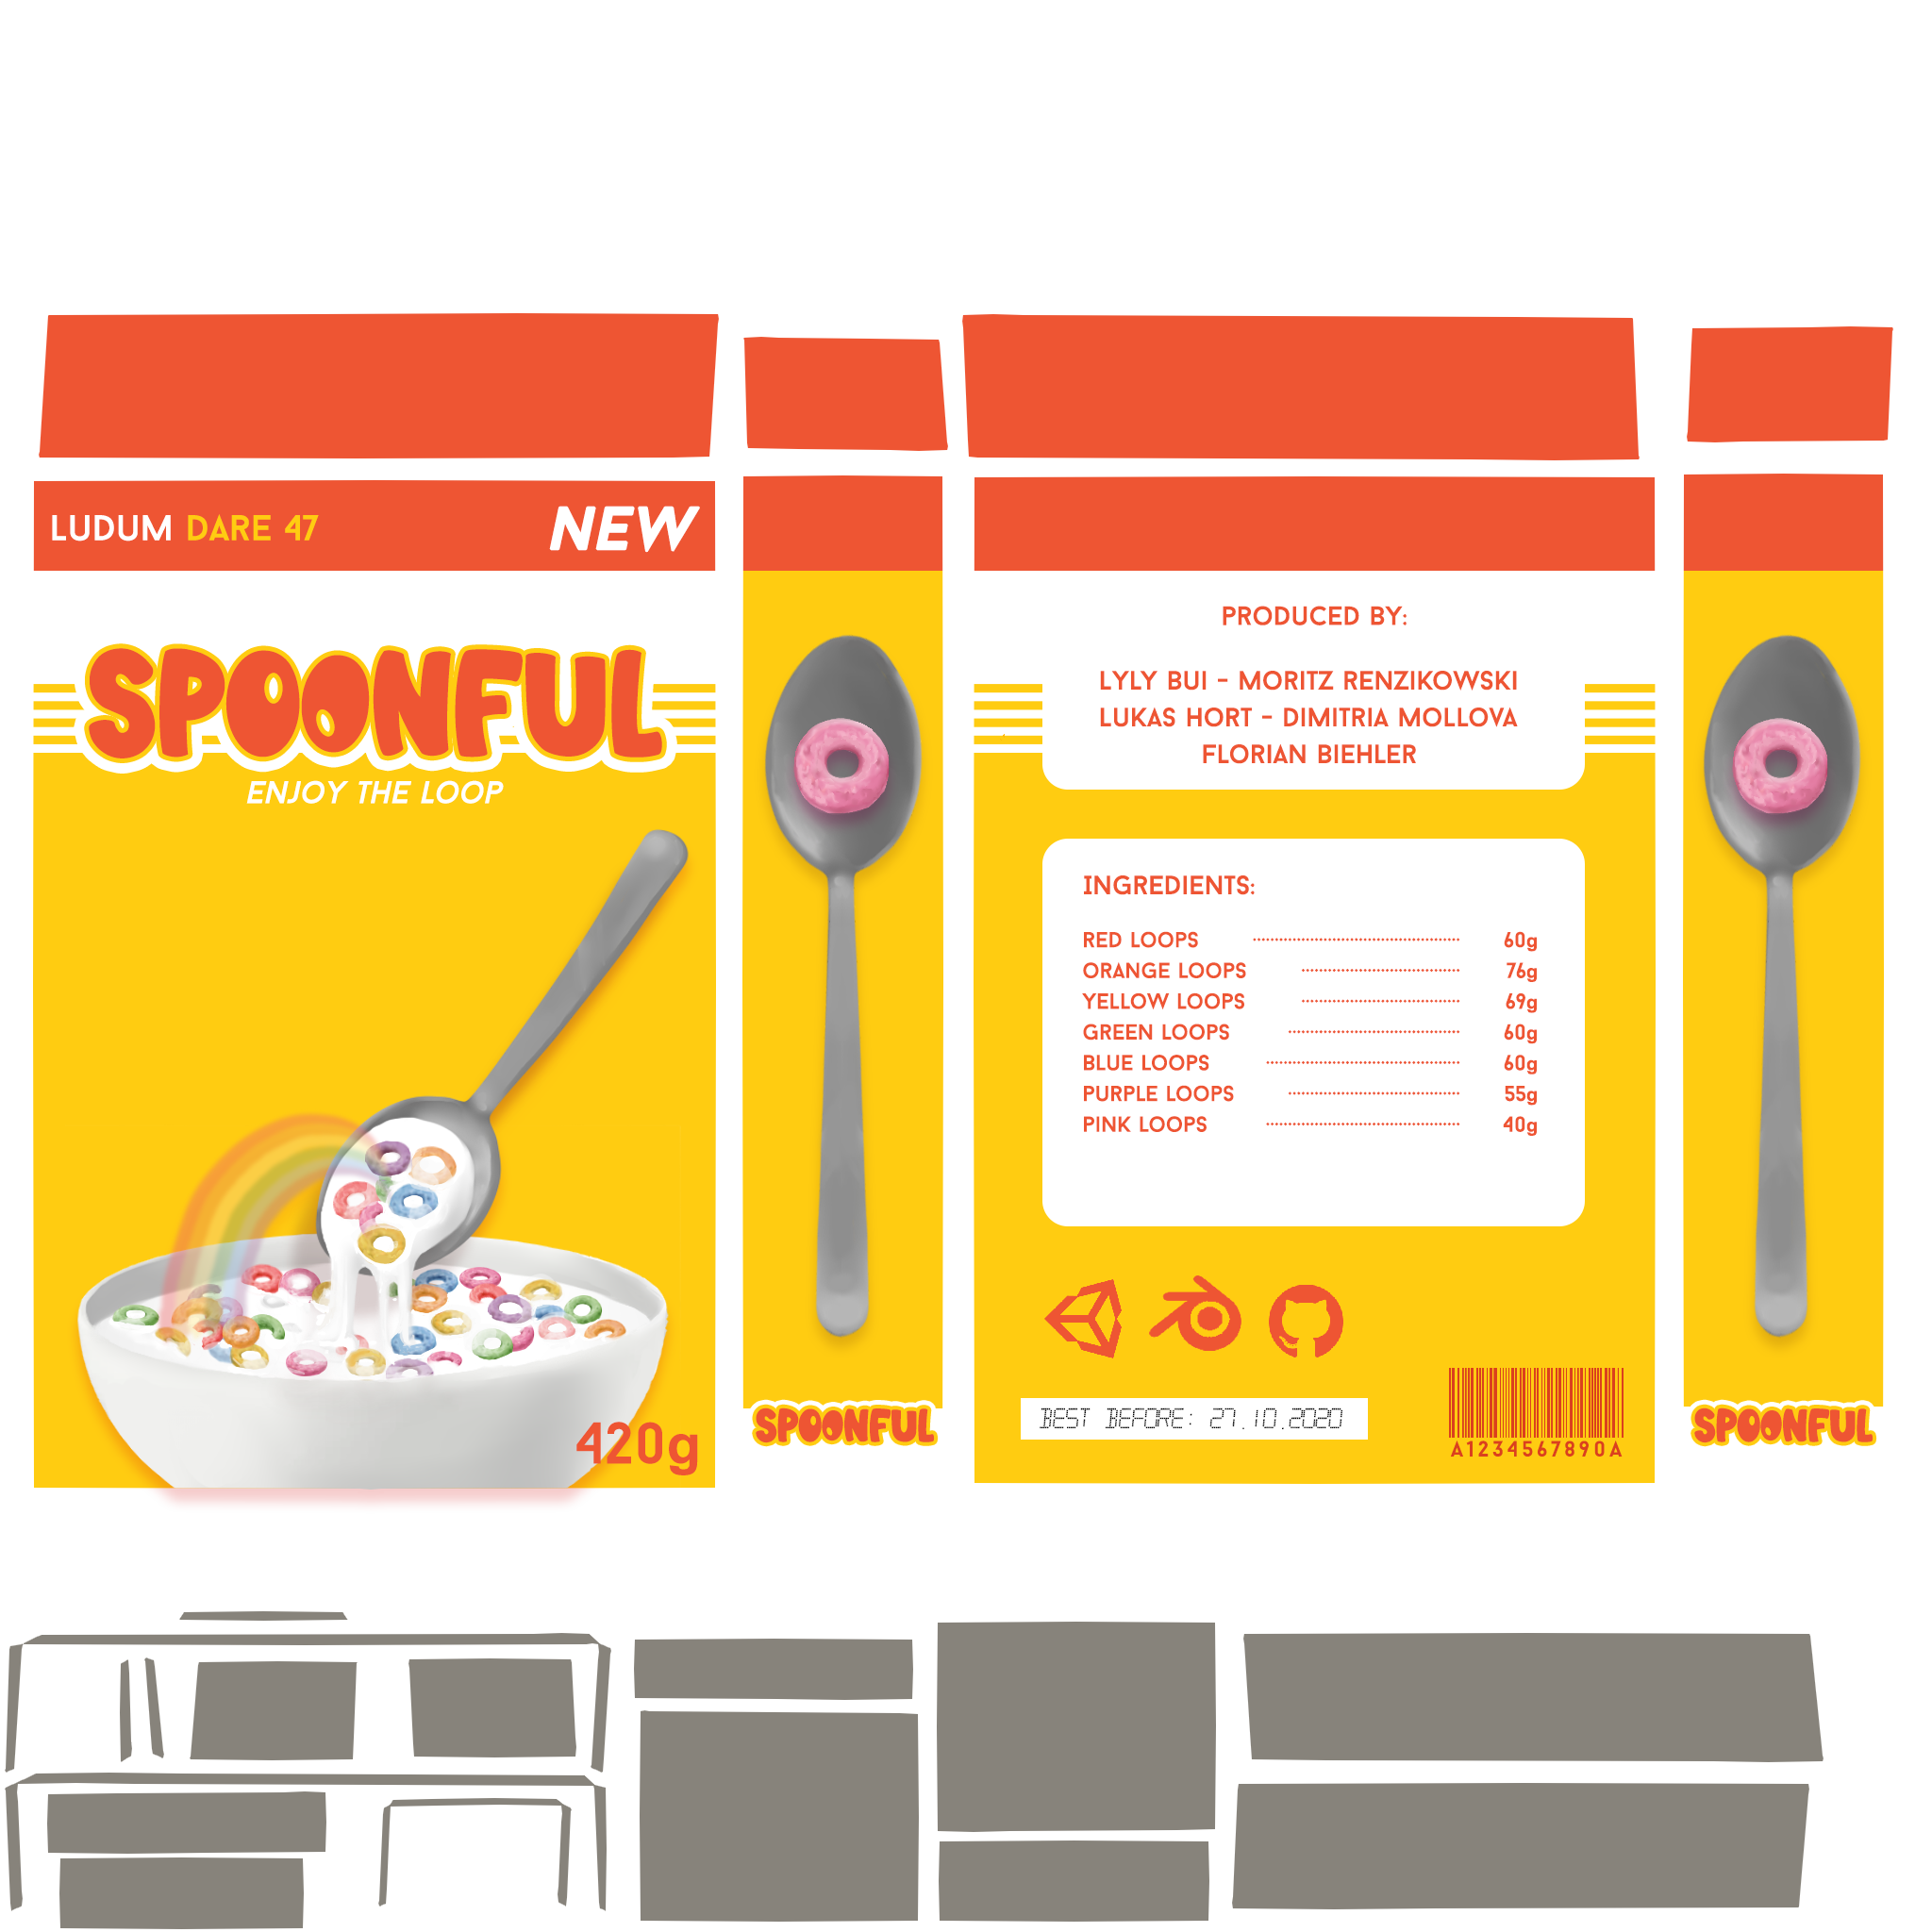 LUDUM DARE 47
NEW
SPOONFUL
ENJOY THE LOOP
420g
SPOONFUL
PRODUCED BY:
LYLY BUI - MORITZ RENZIKOWSKI
LUKAS HORT - DIMITRIA MOLLOVA
FLORIAN BIEHLER
INGREDIENTS:
RED LOOPS 60g
ORANGE LOOPS 76g
YELLOW LOOPS 69g
GREEN LOOPS 60g
BLUE LOOPS 60g
PURPLE LOOPS 55g
PINK LOOPS 40g
BEST BEFORE: 27.10.2020
A1234567890A
SPOONFUL